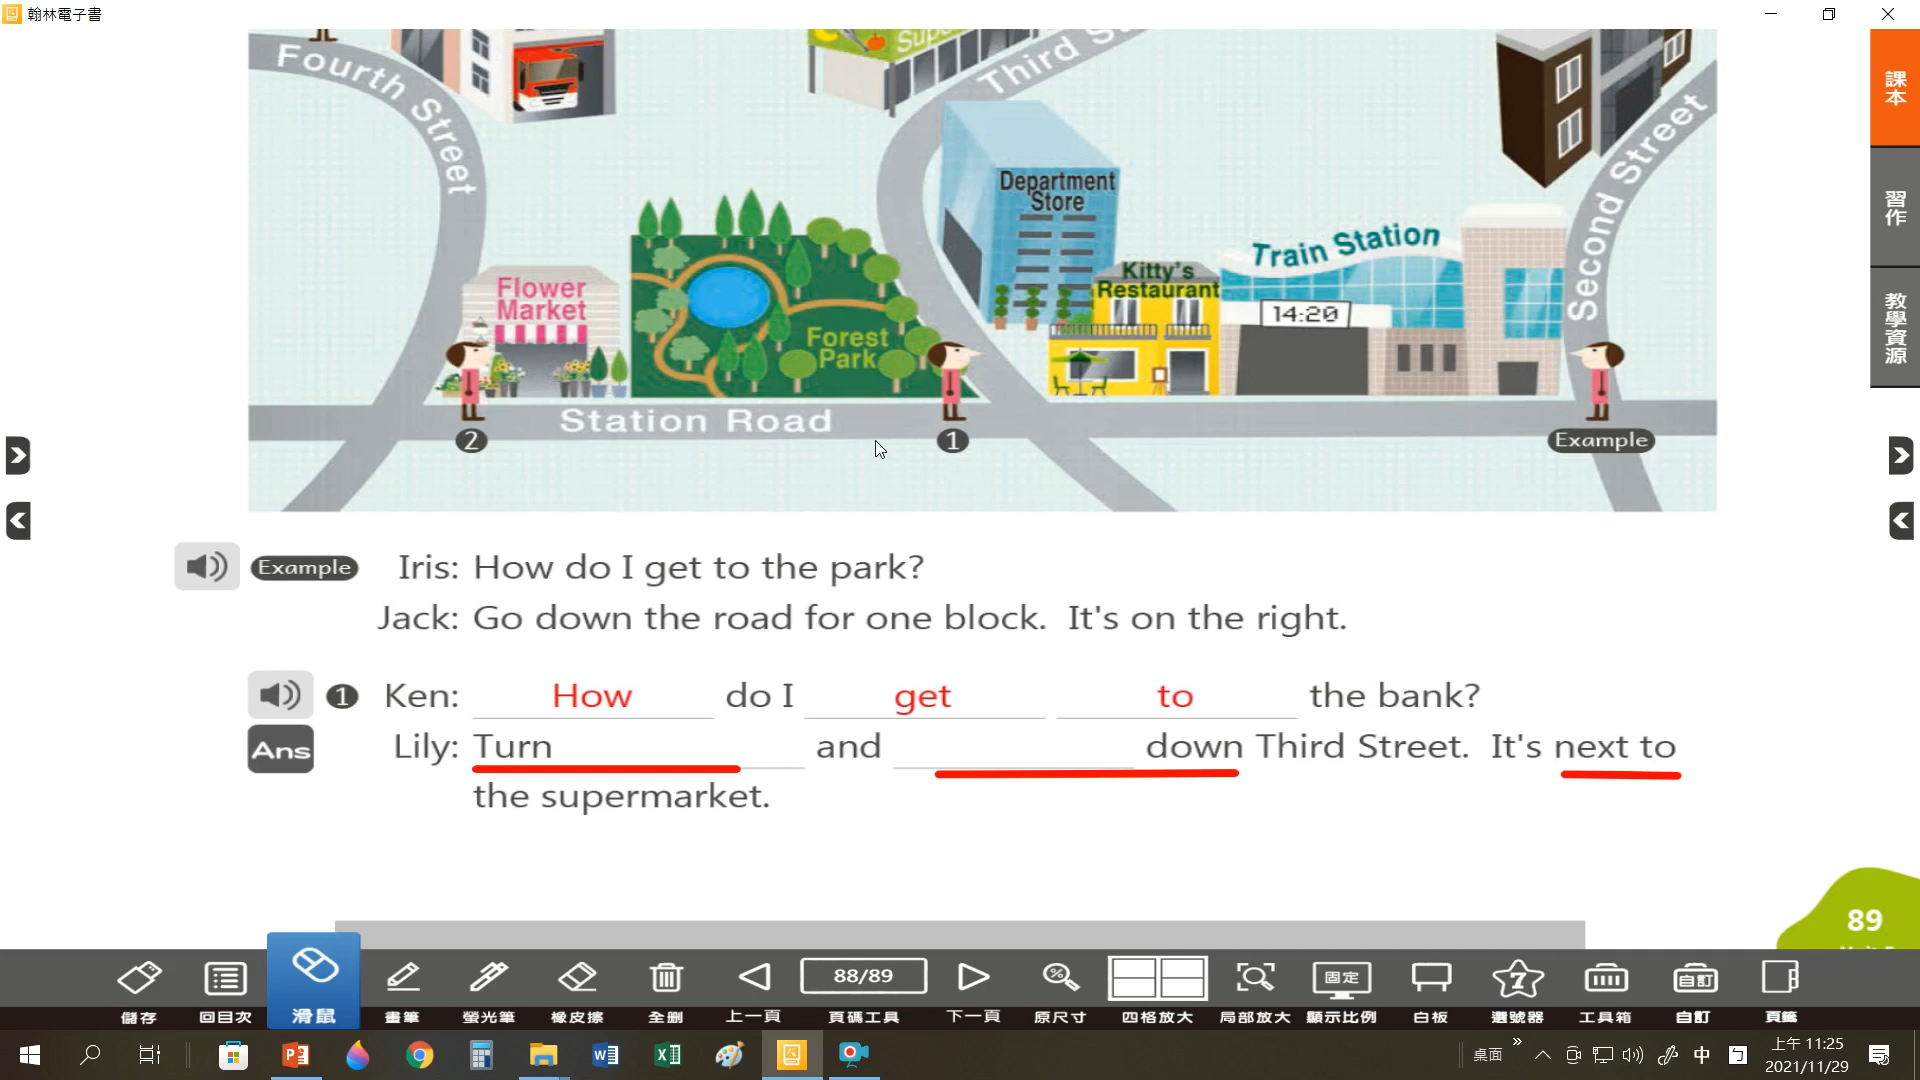 翰林電子書
Fourth Street
Supe
Third St
Second Street
Department
Store
Train Station
Kitty's
Restaurant
14:20
Flower
Market
Forest
Park
Station Road
2
1
Example
課本
習作
教學資源
Example Iris: How do I get to the park?
Jack: Go down the road for one block. It's on the right.
1 Ken: How do I get to the bank?
Ans Lily: Turn and down Third Street. It's next to
the supermarket.
89
88/89
固定
7
自訂
儲存 回目次 滑鼠 畫筆 螢光筆 橡皮擦 全刪 上一頁 頁碼工具 下一頁 原尺寸 四格放大 局部放大 顯示比例 白板 選號器 工具箱 自訂 頁籤
桌面 中 上午 11:25
2021/11/29